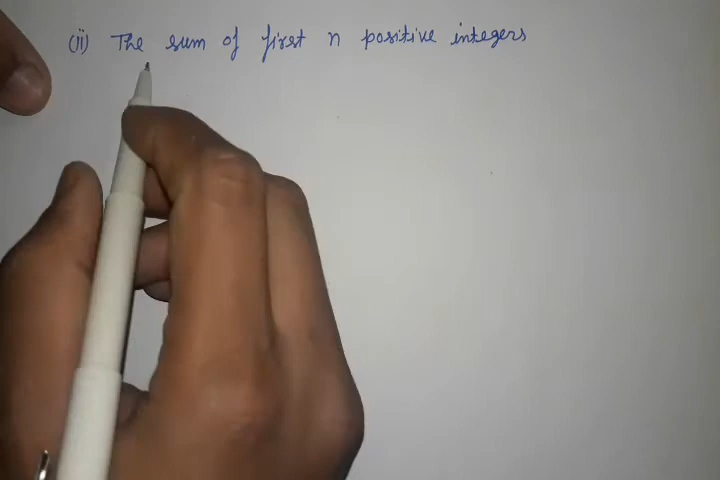 (ii) The sum of first n positive integers